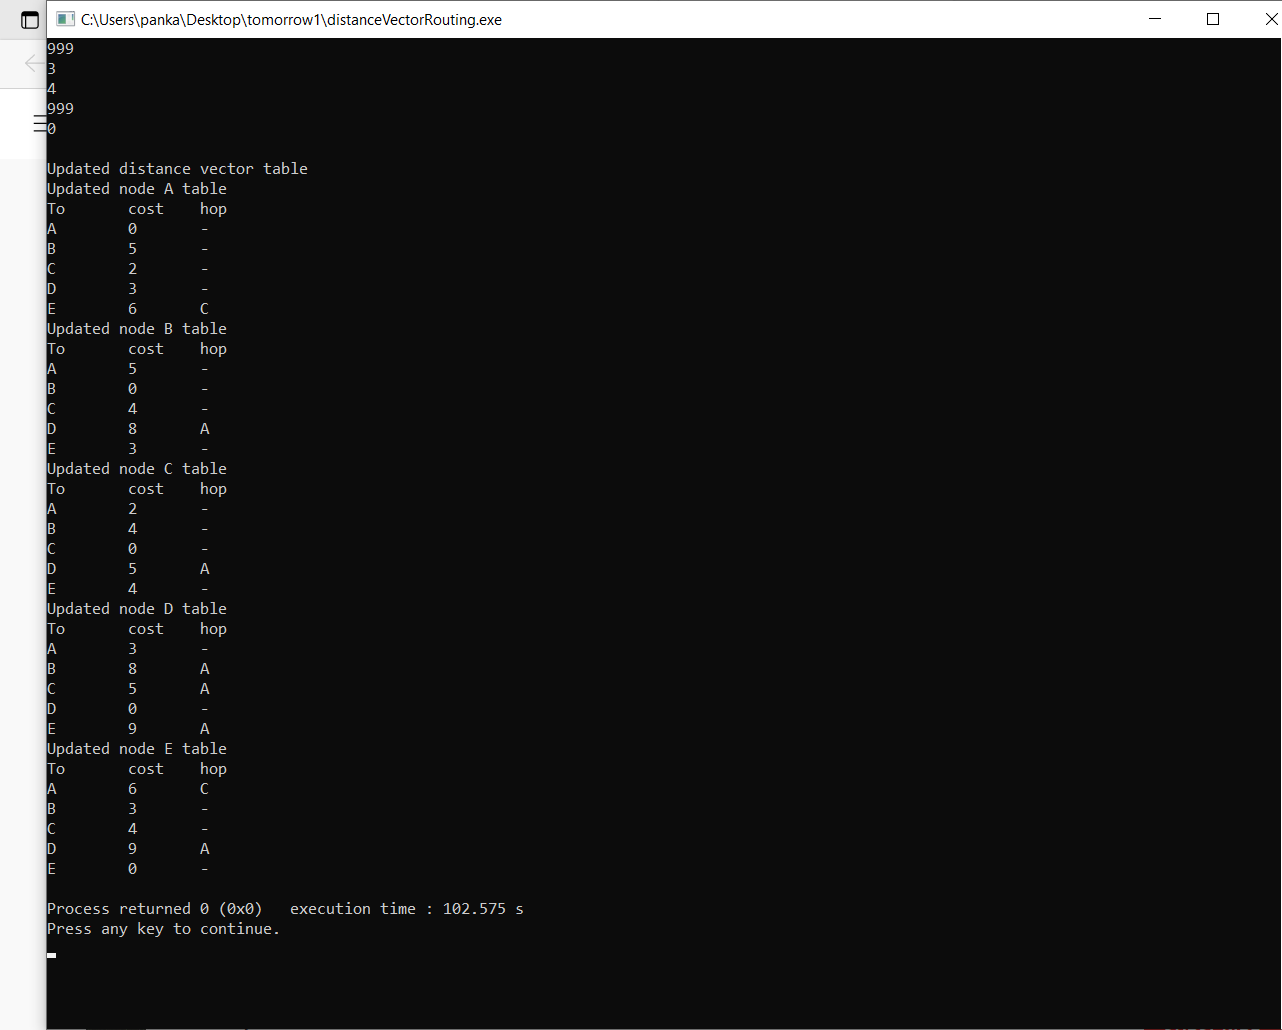 C:\Users\panka\Desktop\tomorrow1\distanceVectorRouting.exe
999
3
4
999
0
Updated distance vector table
Updated node A table
To cost hop
A 0 -
B 5 -
C 2 -
D 3 -
E 6 C
Updated node B table
To cost hop
A 5 -
B 0 -
C 4 -
D 8 A
E 3 -
Updated node C table
To cost hop
A 2 -
B 4 -
C 0 -
D 5 A
E 4 -
Updated node D table
To cost hop
A 3 -
B 8 A
C 5 A
D 0 -
E 9 A
Updated node E table
To cost hop
A 6 C
B 3 -
C 4 -
D 9 A
E 0 -
Process returned 0 (0x0) execution time : 102.575 s
Press any key to continue.